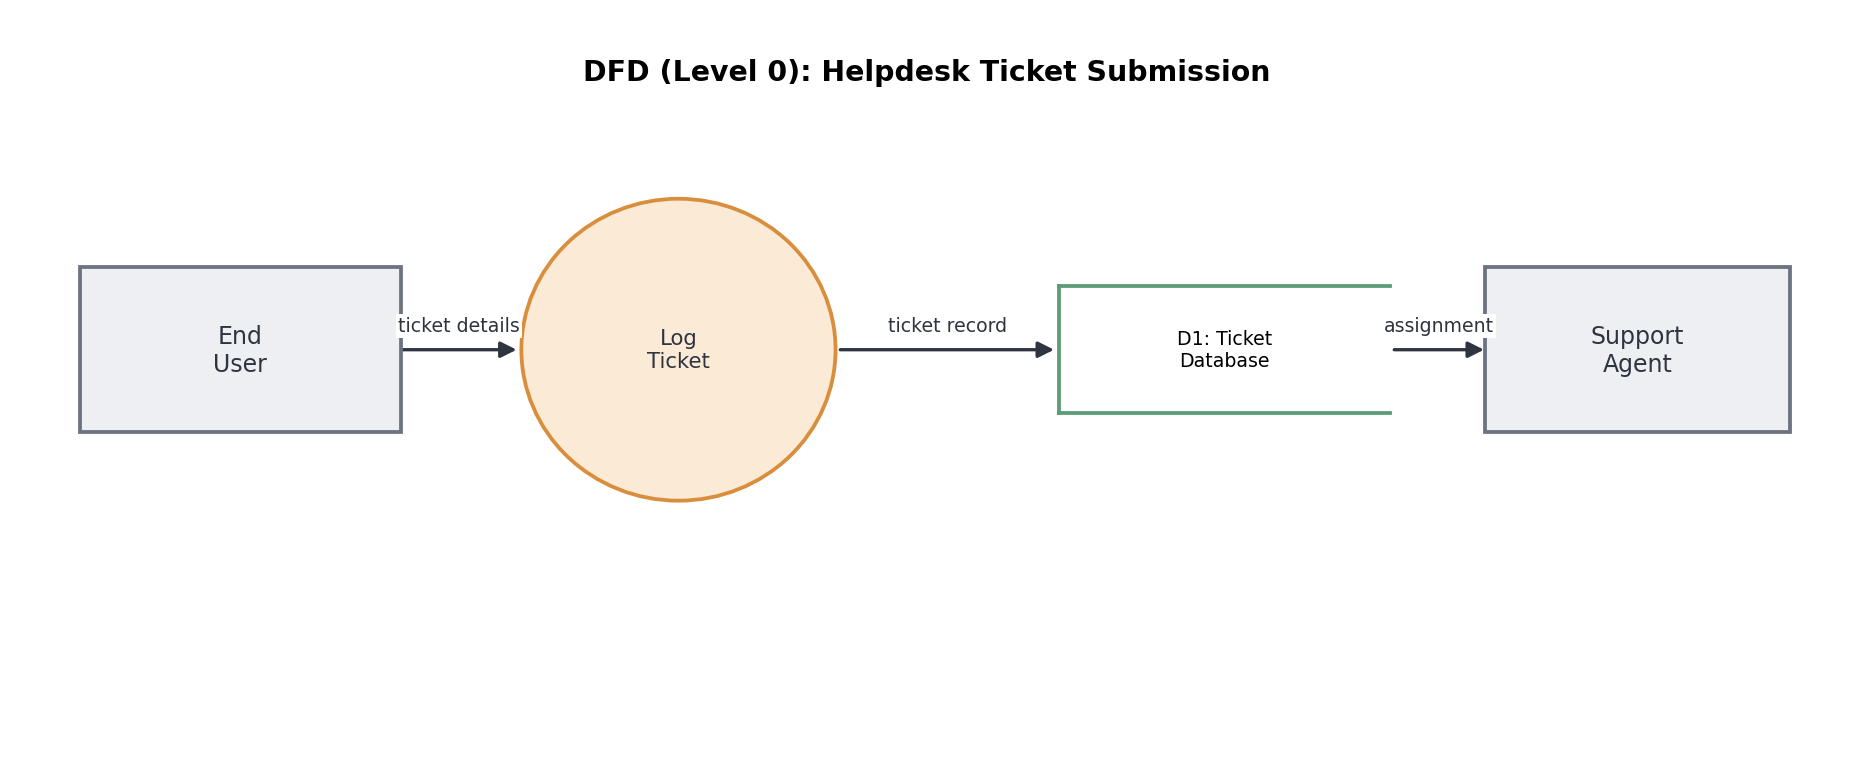 DFD (Level 0): Helpdesk Ticket Submission
End
User
ticket details
Log
Ticket
ticket record
D1: Ticket
Database
assignment
Support
Agent